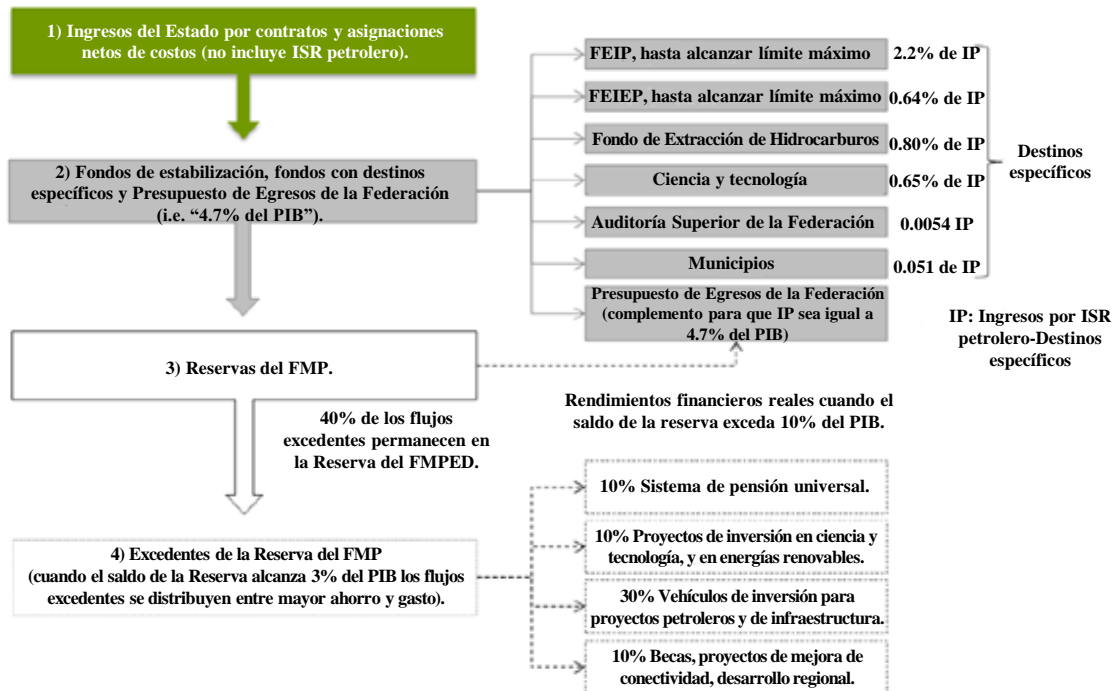 1) Ingresos del Estado por contratos y asignaciones
netos de costos (no incluye ISR petrolero).
FEIP, hasta alcanzar límite máximo
2.2% de IP
FEIEP, hasta alcanzar límite máximo
0.64% de IP
Fondo de Extracción de Hidrocarburos
0.80% de IP
Ciencia y tecnología
0.65% de IP
Auditoría Superior de la Federación
0.0054 IP
Municipios
0.051 de IP
Destinos
específicos
2) Fondos de estabilización, fondos con destinos
específicos y Presupuesto de Egresos de la Federación
(i.e. “4.7% del PIB”).
Presupuesto de Egresos de la Federación
(complemento para que IP sea igual a
4.7% del PIB)
IP: Ingresos por ISR
petrolero-Destinos
específicos
3) Reservas del FMP.
Rendimientos financieros reales cuando el
saldo de la reserva exceda 10% del PIB.
40% de los flujos
excedentes permanecen en
la Reserva del FMPED.
4) Excedentes de la Reserva del FMP
(cuando el saldo de la Reserva alcanza 3% del PIB los flujos
excedentes se distribuyen entre mayor ahorro y gasto).
10% Sistema de pensión universal.
10% Proyectos de inversión en ciencia y
tecnología, y en energías renovables.
30% Vehículos de inversión para
proyectos petroleros y de infraestructura.
10% Becas, proyectos de mejora de
conectividad, desarrollo regional.